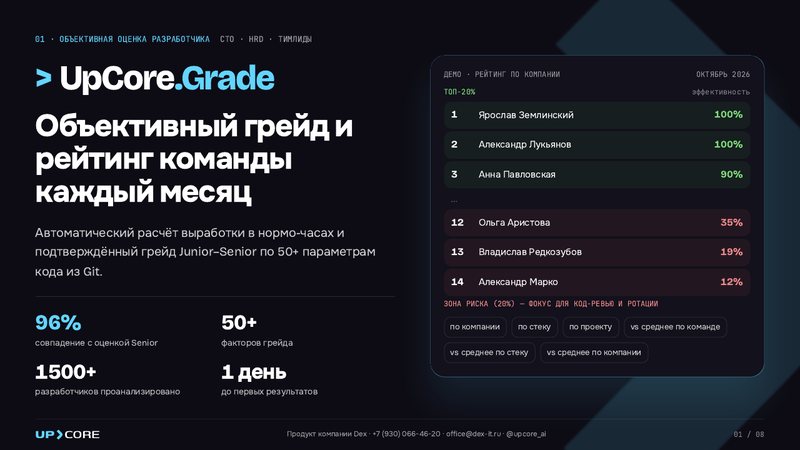 01 · ОБЪЕКТИВНАЯ ОЦЕНКА РАЗРАБОТЧИКА CTO · HRD · ТИМЛИДЫ
> UpCore.Grade
Объективный грейд и
рейтинг команды
каждый месяц
Автоматический расчёт выработки в нормо-часах и
подтверждённый грейд Junior–Senior по 50+ параметрам
кода из Git.
96%
совпадение с оценкой Senior
50+
факторов грейда
1500+
разработчиков проанализировано
1 день
до первых результатов
ДЕМО · РЕЙТИНГ ПО КОМПАНИИ ОКТЯБРЬ 2026
ТОП-20% эффективность
1 Ярослав Землинский 100%
2 Александр Лукьянов 100%
3 Анна Павловская 90%
...
12 Ольга Аристова 35%
13 Владислав Редкозубов 19%
14 Александр Марко 12%
ЗОНА РИСКА (20%) — ФОКУС ДЛЯ КОД-РЕВЬЮ И РОТАЦИИ
по компании по стеку по проекту vs среднее по команде
vs среднее по стеку vs среднее по компании
UP>CORE Продукт компании Dex · +7 (930) 066-46-20 · office@dex-it.ru · @upcore_ai 01 / 08